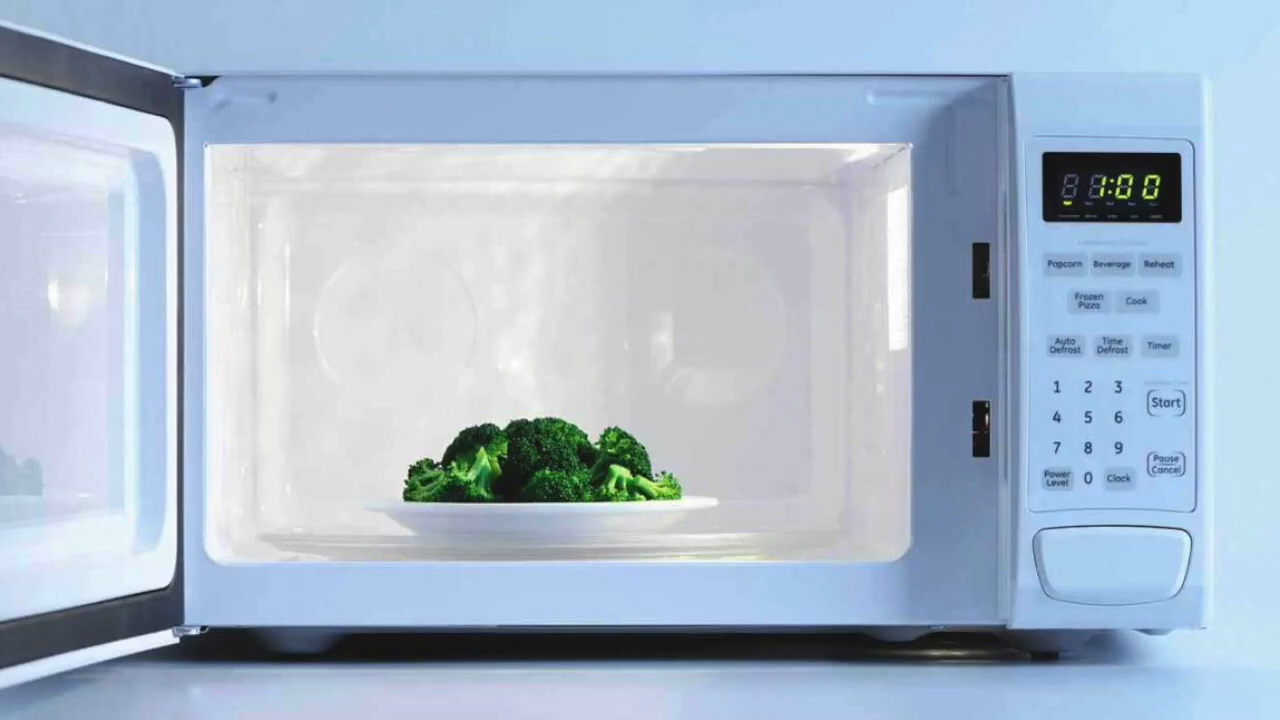 1:00
Popcorn Beverage Reheat
Frozen
Pizza
Cook
Auto
Defrost
Time
Defrost
Timer
1 2 3
Start
4 5 6
7 8 9
Pause
Cancel
Power
Level
0
Clock